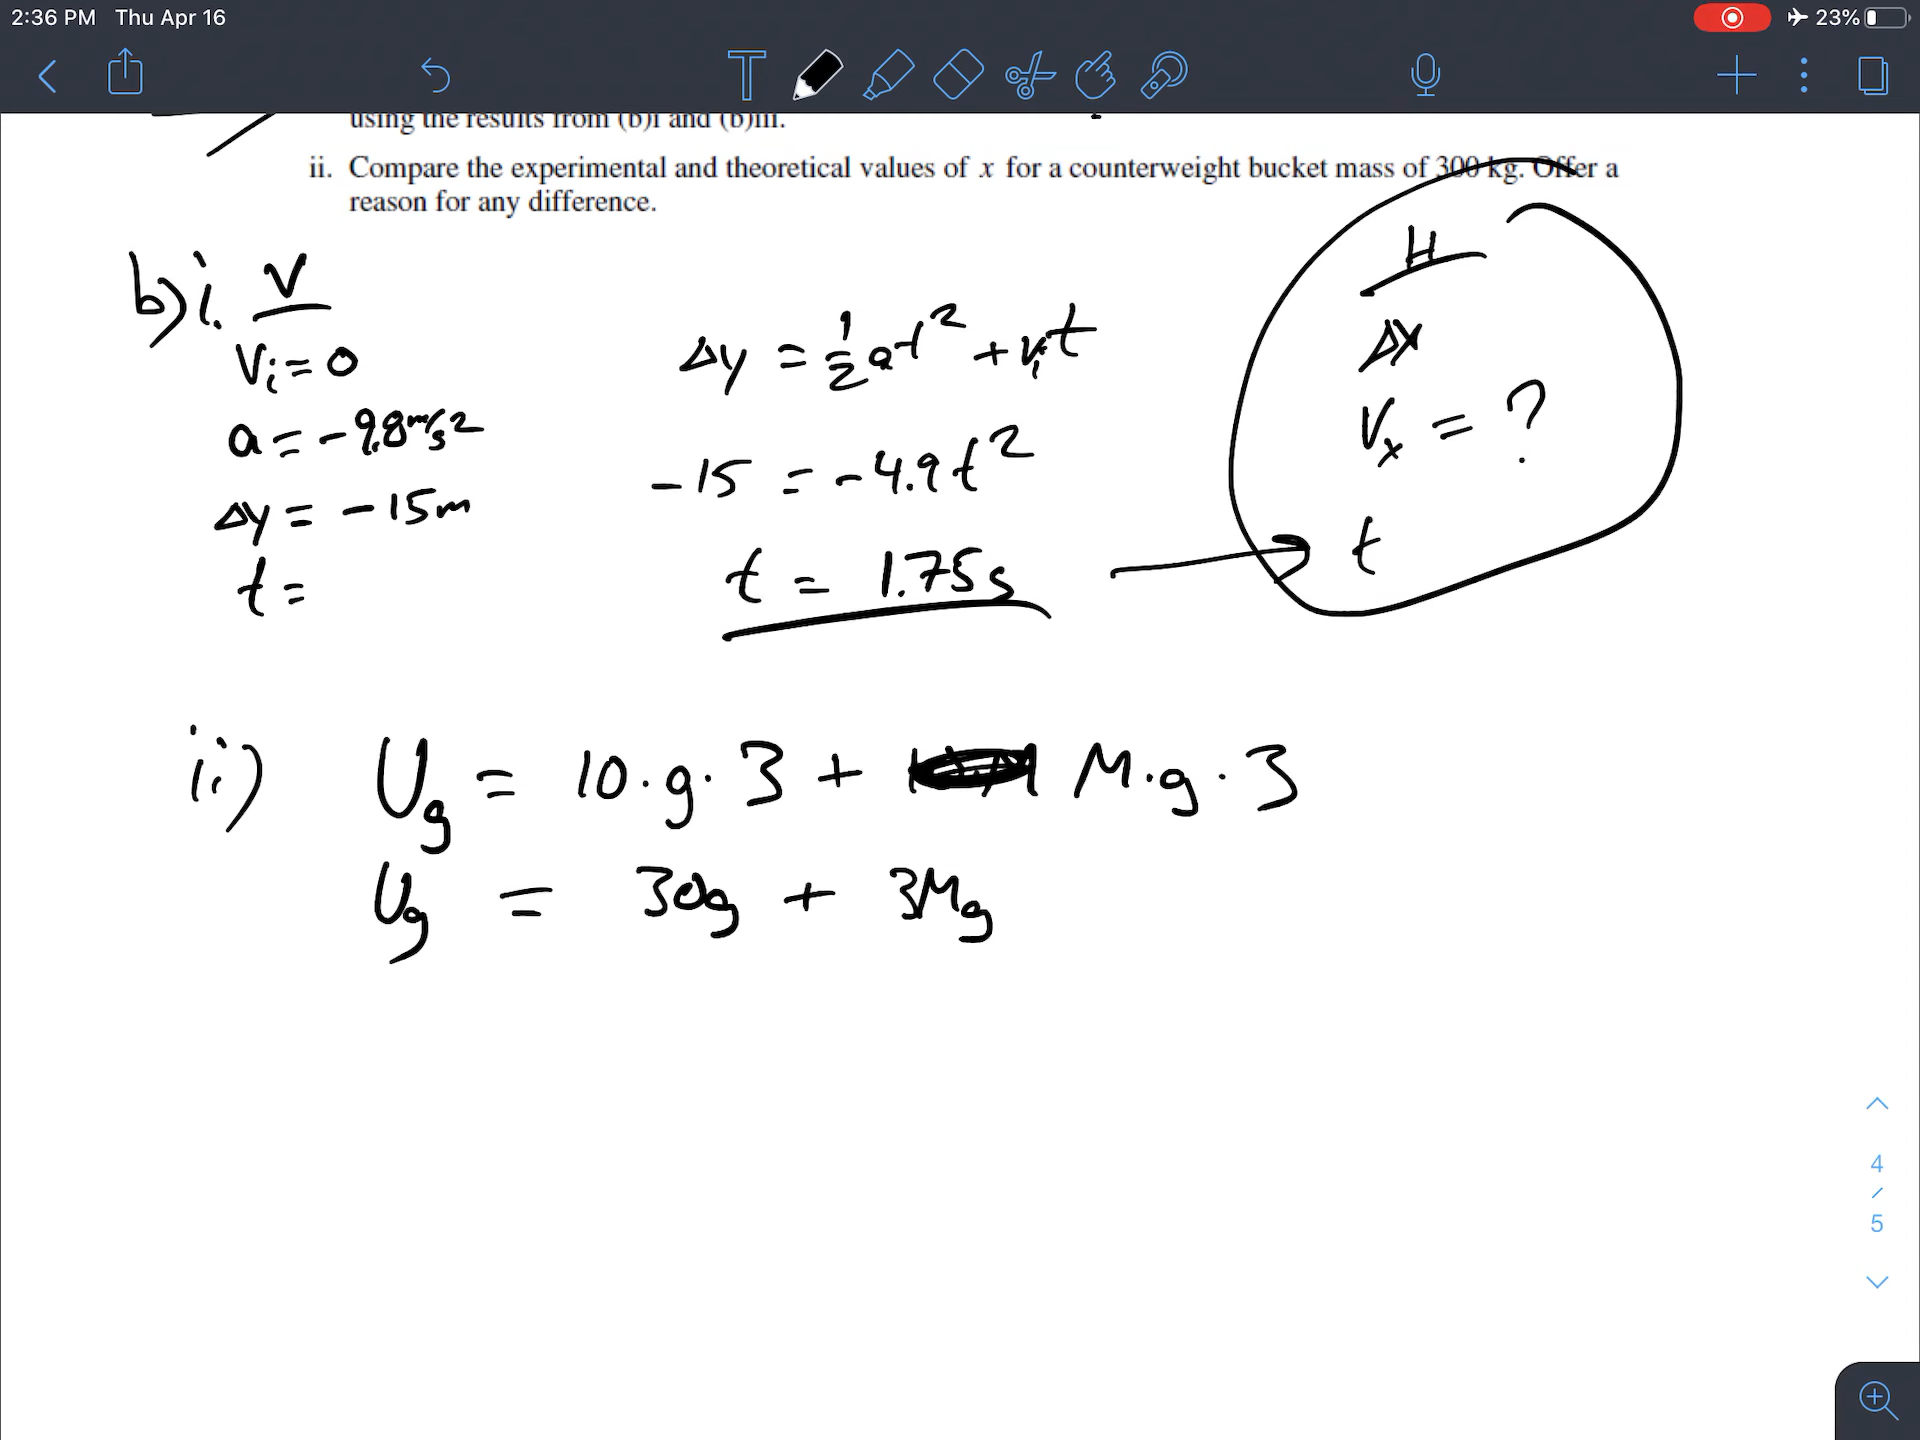 2:36 PM Thu Apr 16
23%
using the results from (b)i and (b)iii.
ii. Compare the experimental and theoretical values of x for a counterweight bucket mass of 300 kg. Offer a
reason for any difference.
b) i. V
Vi = 0
a = -9.8 m/s²
Δy = -15m
t =
Δy = ½at² + vit
-15 = -4.9t²
t = 1.75s
H
Δx
Vx = ?
t
ii) Ug = 10·g·3 + M·g·3
Ug = 30g + 3Mg
4
/
5